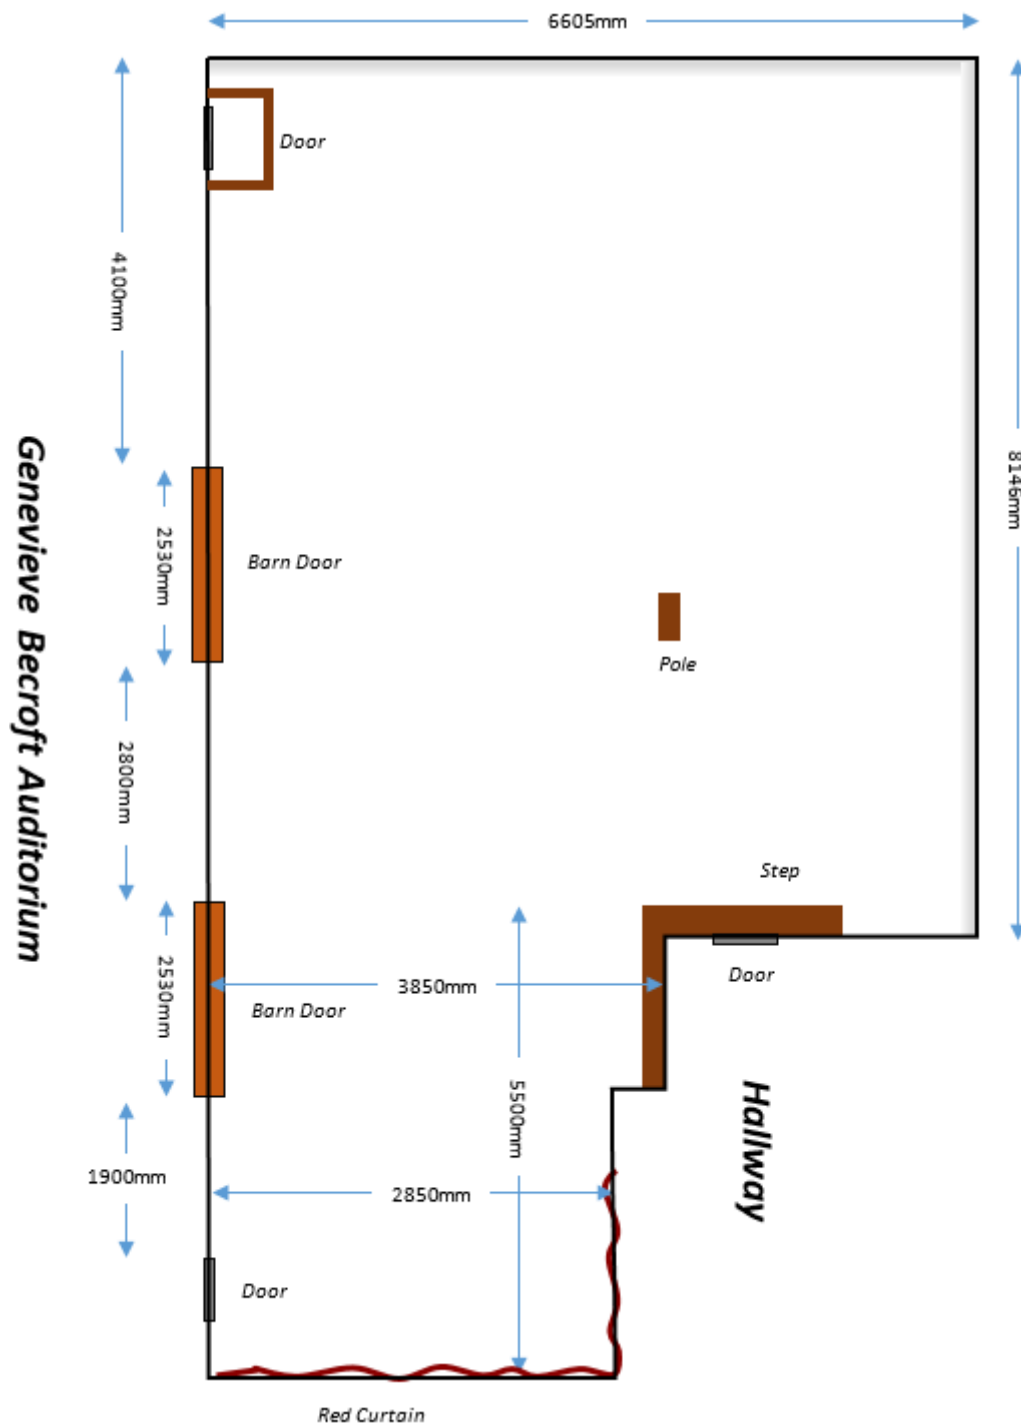 6605mm
Door
4100mm
8146mm
Genevieve Becroft Auditorium
2530mm
Barn Door
Pole
2800mm
Step
2530mm
3850mm
Door
Barn Door
5500mm
Hallway
1900mm
2850mm
Door
Red Curtain